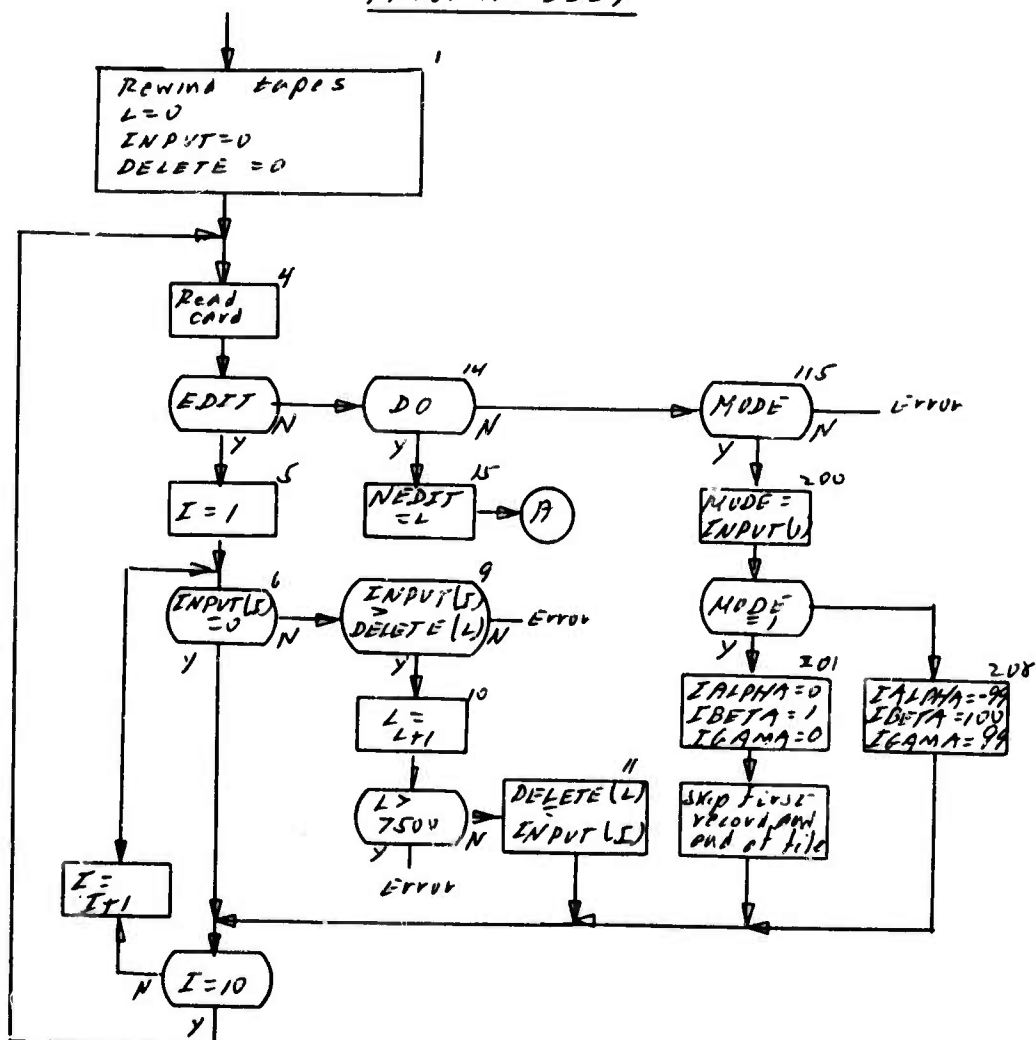 1
Rewind tapes
L=0
INPUT=0
DELETE =0
4
Read
card
EDIT
N
Y
14
DO
N
Y
115
MODE
N
Error
Y
5
I=1
15
NEDIT
=L
A
200
MODE=
INPUT(1)
6
INPUT(I)
=0
N
Y
9
INPUT(I)
>
DELETE(L)
N
Error
Y
MODE
=1
Y
10
L=
L+1
201
IALPHA=0
IBETA=1
IGAMA=0
208
IALPHA=-99
IBETA=100
IGAMA=99
L>
7500
N
Y
Error
11
DELETE(L)
=
INPUT(I)
Skip first
record and
end of file
I=
I+1
I=10
N
Y